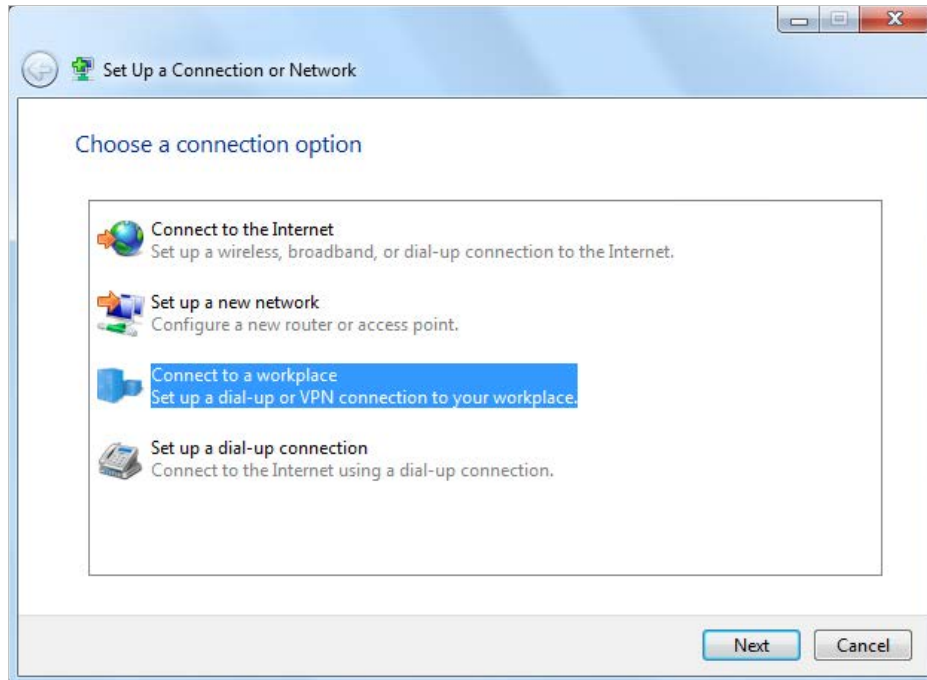 Set Up a Connection or Network
Choose a connection option
Connect to the Internet
Set up a wireless, broadband, or dial-up connection to the Internet.
Set up a new network
Configure a new router or access point.
Connect to a workplace
Set up a dial-up or VPN connection to your workplace.
Set up a dial-up connection
Connect to the Internet using a dial-up connection.
Next Cancel